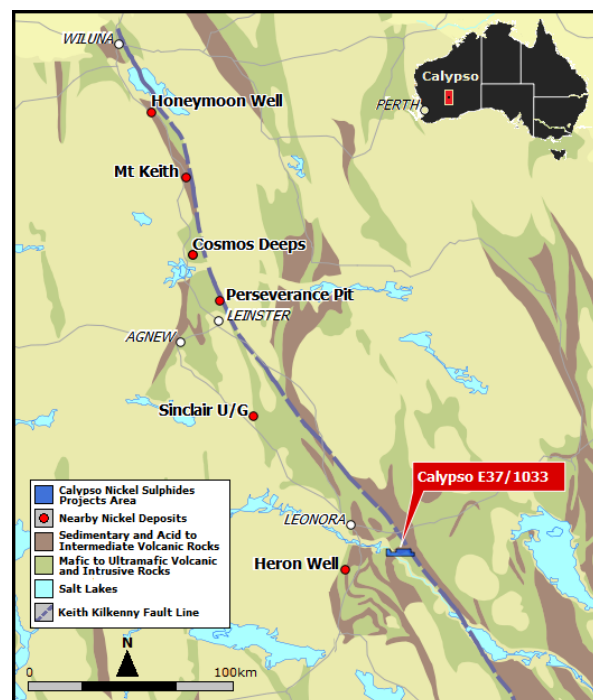 WILUNA
Honeymoon Well
Mt Keith
Cosmos Deeps
Perseverance Pit
LEINSTER
AGNEW
Sinclair U/G
Calypso
PERTH
Calypso E37/1033
LEONORA
Heron Well
Calypso Nickel Sulphides
Projects Area
Nearby Nickel Deposits
Sedimentary and Acid to
Intermediate Volcanic Rocks
Mafic to Ultramafic Volcanic
and Intrusive Rocks
Salt Lakes
Keith Kilkenny Fault Line
N
0
100km